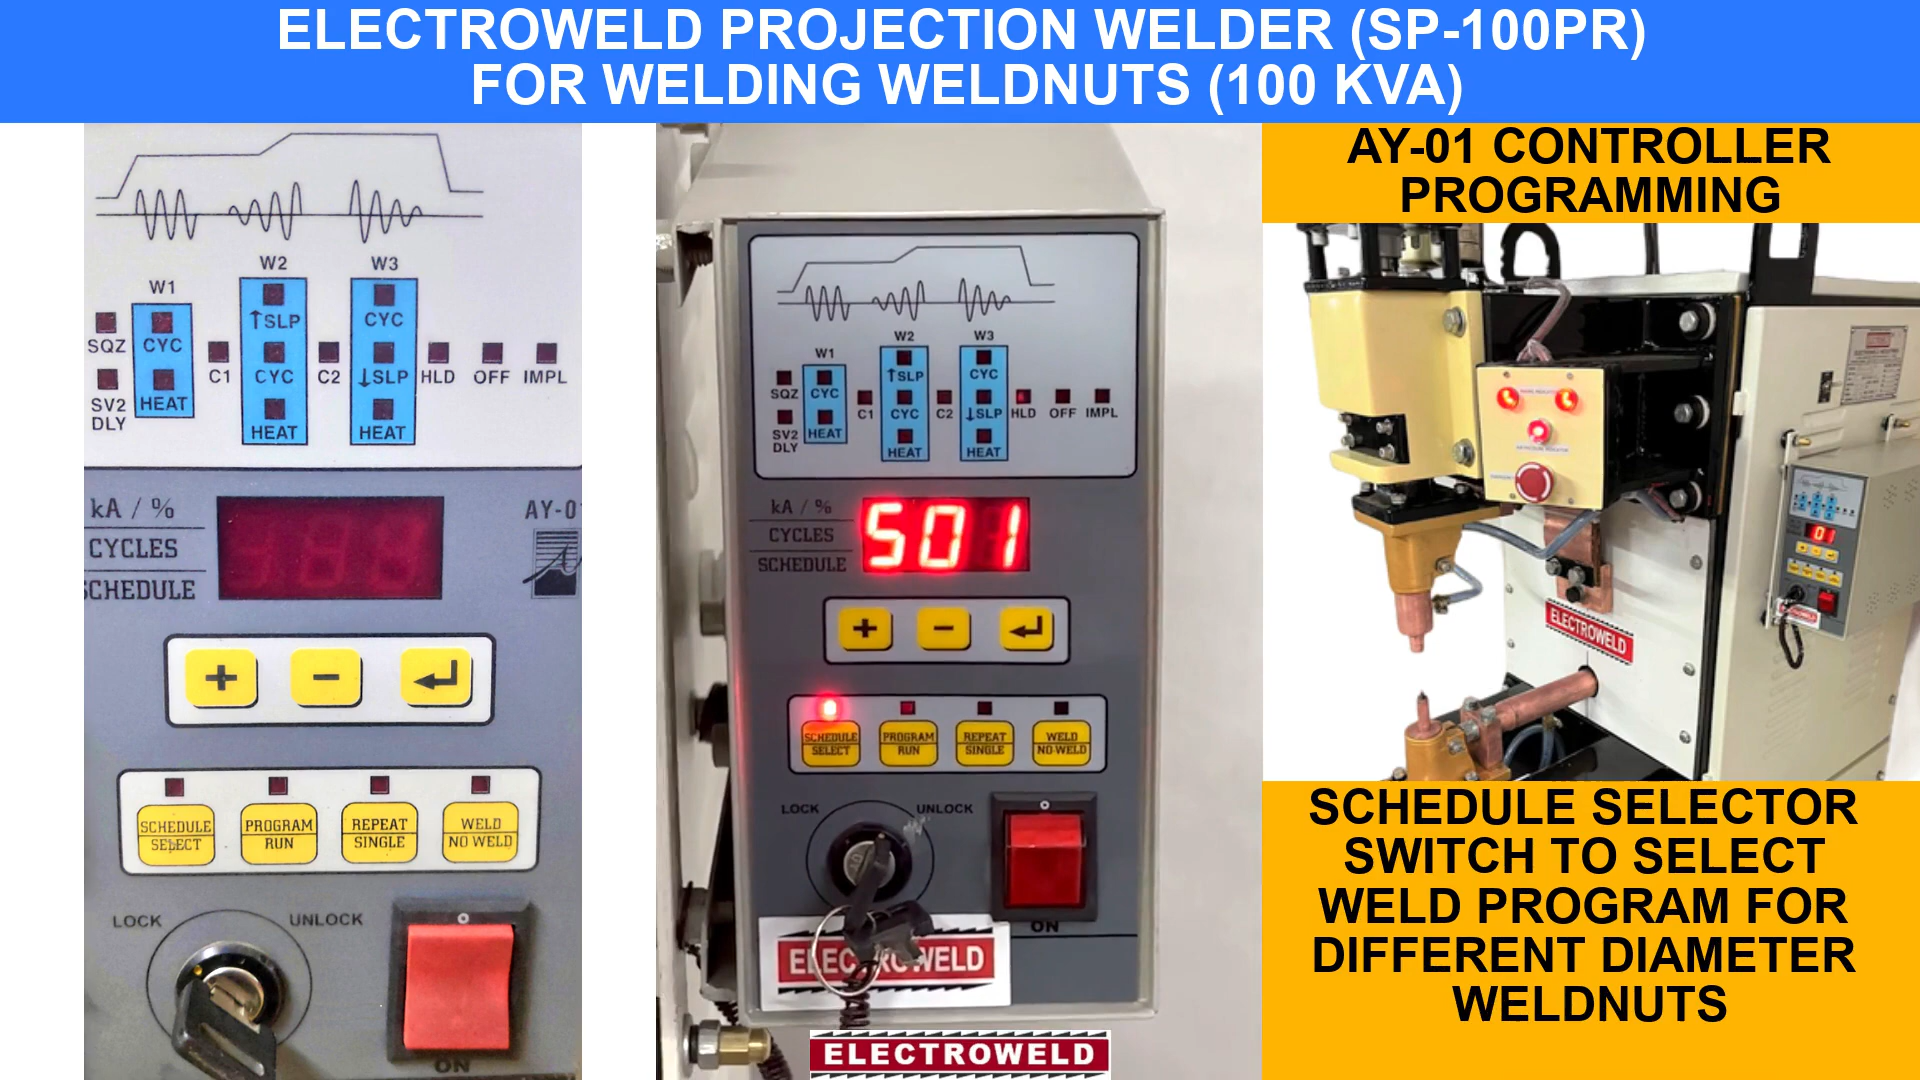 ELECTROWELD PROJECTION WELDER (SP-100PR)
FOR WELDING WELDNUTS (100 KVA)
W1
W2
W3
SQZ
CYC
↑SLP
CYC
C1
CYC
C2
↓SLP
HLD
OFF
IMPL
SV2
DLY
HEAT
HEAT
HEAT
kA / %
CYCLES
SCHEDULE
AY-0
+
−
↵
SCHEDULE
SELECT
PROGRAM
RUN
REPEAT
SINGLE
WELD
NO WELD
LOCK
UNLOCK
ON
W1
W2
W3
SQZ
CYC
↑SLP
CYC
C1
CYC
C2
↓SLP
HLD
OFF
IMPL
SV2
DLY
HEAT
HEAT
HEAT
kA / %
CYCLES
SCHEDULE
S01
+
−
↵
SCHEDULE
SELECT
PROGRAM
RUN
REPEAT
SINGLE
WELD
NO WELD
LOCK
UNLOCK
ON
ELECTROWELD
ELECTROWELD
AY-01 CONTROLLER
PROGRAMMING
ELECTROWELD
SCHEDULE SELECTOR
SWITCH TO SELECT
WELD PROGRAM FOR
DIFFERENT DIAMETER
WELDNUTS